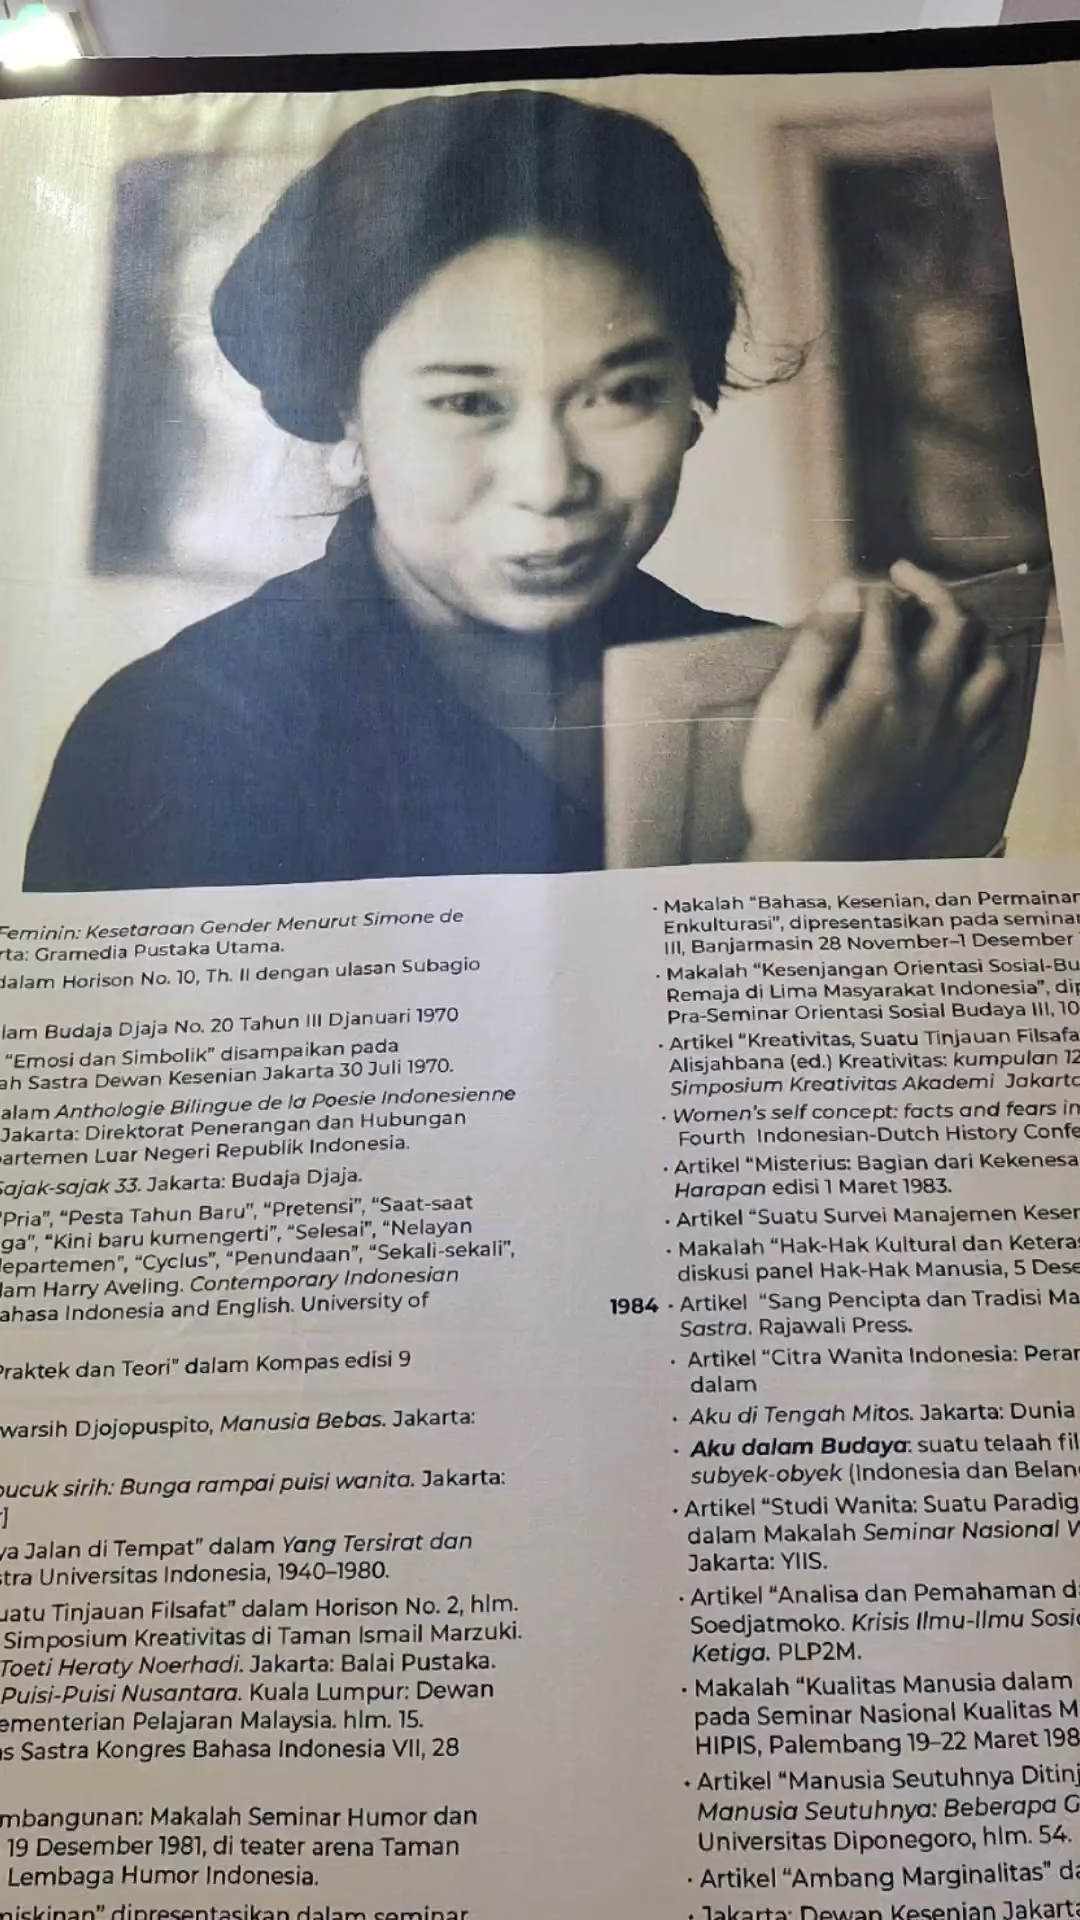 Feminin: Kesetaraan Gender Menurut Simone de
rta: Gramedia Pustaka Utama.
dalam Horison No. 10, Th. II dengan ulasan Subagio
lam Budaja Djaja No. 20 Tahun III Djanuari 1970
“Emosi dan Simbolik” disampaikan pada
ah Sastra Dewan Kesenian Jakarta 30 Juli 1970.
alam Anthologie Bilingue de la Poesie Indonesienne
Jakarta: Direktorat Penerangan dan Hubungan
partemen Luar Negeri Republik Indonesia.
Sajak-sajak 33. Jakarta: Budaja Djaja.
“Pria”, “Pesta Tahun Baru”, “Pretensi”, “Saat-saat
ga”, “Kini baru kumengerti”, “Selesai”, “Nelayan
departemen”, “Cyclus”, “Penundaan”, “Sekali-sekali”,
lam Harry Aveling. Contemporary Indonesian
ahasa Indonesia and English. University of
Praktek dan Teori” dalam Kompas edisi 9
warsih Djojopuspito, Manusia Bebas. Jakarta:
pucuk sirih: Bunga rampai puisi wanita. Jakarta:
r]
ya Jalan di Tempat” dalam Yang Tersirat dan
stra Universitas Indonesia, 1940–1980.
uatu Tinjauan Filsafat” dalam Horison No. 2, hlm.
Simposium Kreativitas di Taman Ismail Marzuki.
Toeti Heraty Noerhadi. Jakarta: Balai Pustaka.
Puisi-Puisi Nusantara. Kuala Lumpur: Dewan
ementerian Pelajaran Malaysia. hlm. 15.
as Sastra Kongres Bahasa Indonesia VII, 28
mbangunan: Makalah Seminar Humor dan
19 Desember 1981, di teater arena Taman
Lembaga Humor Indonesia.
miskinan” dipresentasikan dalam seminar
· Makalah “Bahasa, Kesenian, dan Permainan
Enkulturasi”, dipresentasikan pada seminar
III, Banjarmasin 28 November–1 Desember
· Makalah “Kesenjangan Orientasi Sosial-Bu
Remaja di Lima Masyarakat Indonesia”, dip
Pra-Seminar Orientasi Sosial Budaya III, 10
· Artikel “Kreativitas, Suatu Tinjauan Filsafa
Alisjahbana (ed.) Kreativitas: kumpulan 12
Simposium Kreativitas Akademi Jakarta
· Women’s self concept: facts and fears in
Fourth Indonesian-Dutch History Confe
· Artikel “Misterius: Bagian dari Kekenesa
Harapan edisi 1 Maret 1983.
· Artikel “Suatu Survei Manajemen Kesen
· Makalah “Hak-Hak Kultural dan Keteras
diskusi panel Hak-Hak Manusia, 5 Dese
1984 · Artikel “Sang Pencipta dan Tradisi Ma
Sastra. Rajawali Press.
· Artikel “Citra Wanita Indonesia: Peran
dalam
· Aku di Tengah Mitos. Jakarta: Dunia
· Aku dalam Budaya: suatu telaah fil
subyek-obyek (Indonesia dan Belan
· Artikel “Studi Wanita: Suatu Paradig
dalam Makalah Seminar Nasional W
Jakarta: YIIS.
· Artikel “Analisa dan Pemahaman d
Soedjatmoko. Krisis Ilmu-Ilmu Sosi
Ketiga. PLP2M.
· Makalah “Kualitas Manusia dalam
pada Seminar Nasional Kualitas M
HIPIS, Palembang 19–22 Maret 198
· Artikel “Manusia Seutuhnya Ditinj
Manusia Seutuhnya: Beberapa G
Universitas Diponegoro, hlm. 54.
· Artikel “Ambang Marginalitas” da
· Jakarta: Dewan Kesenian Jakarta